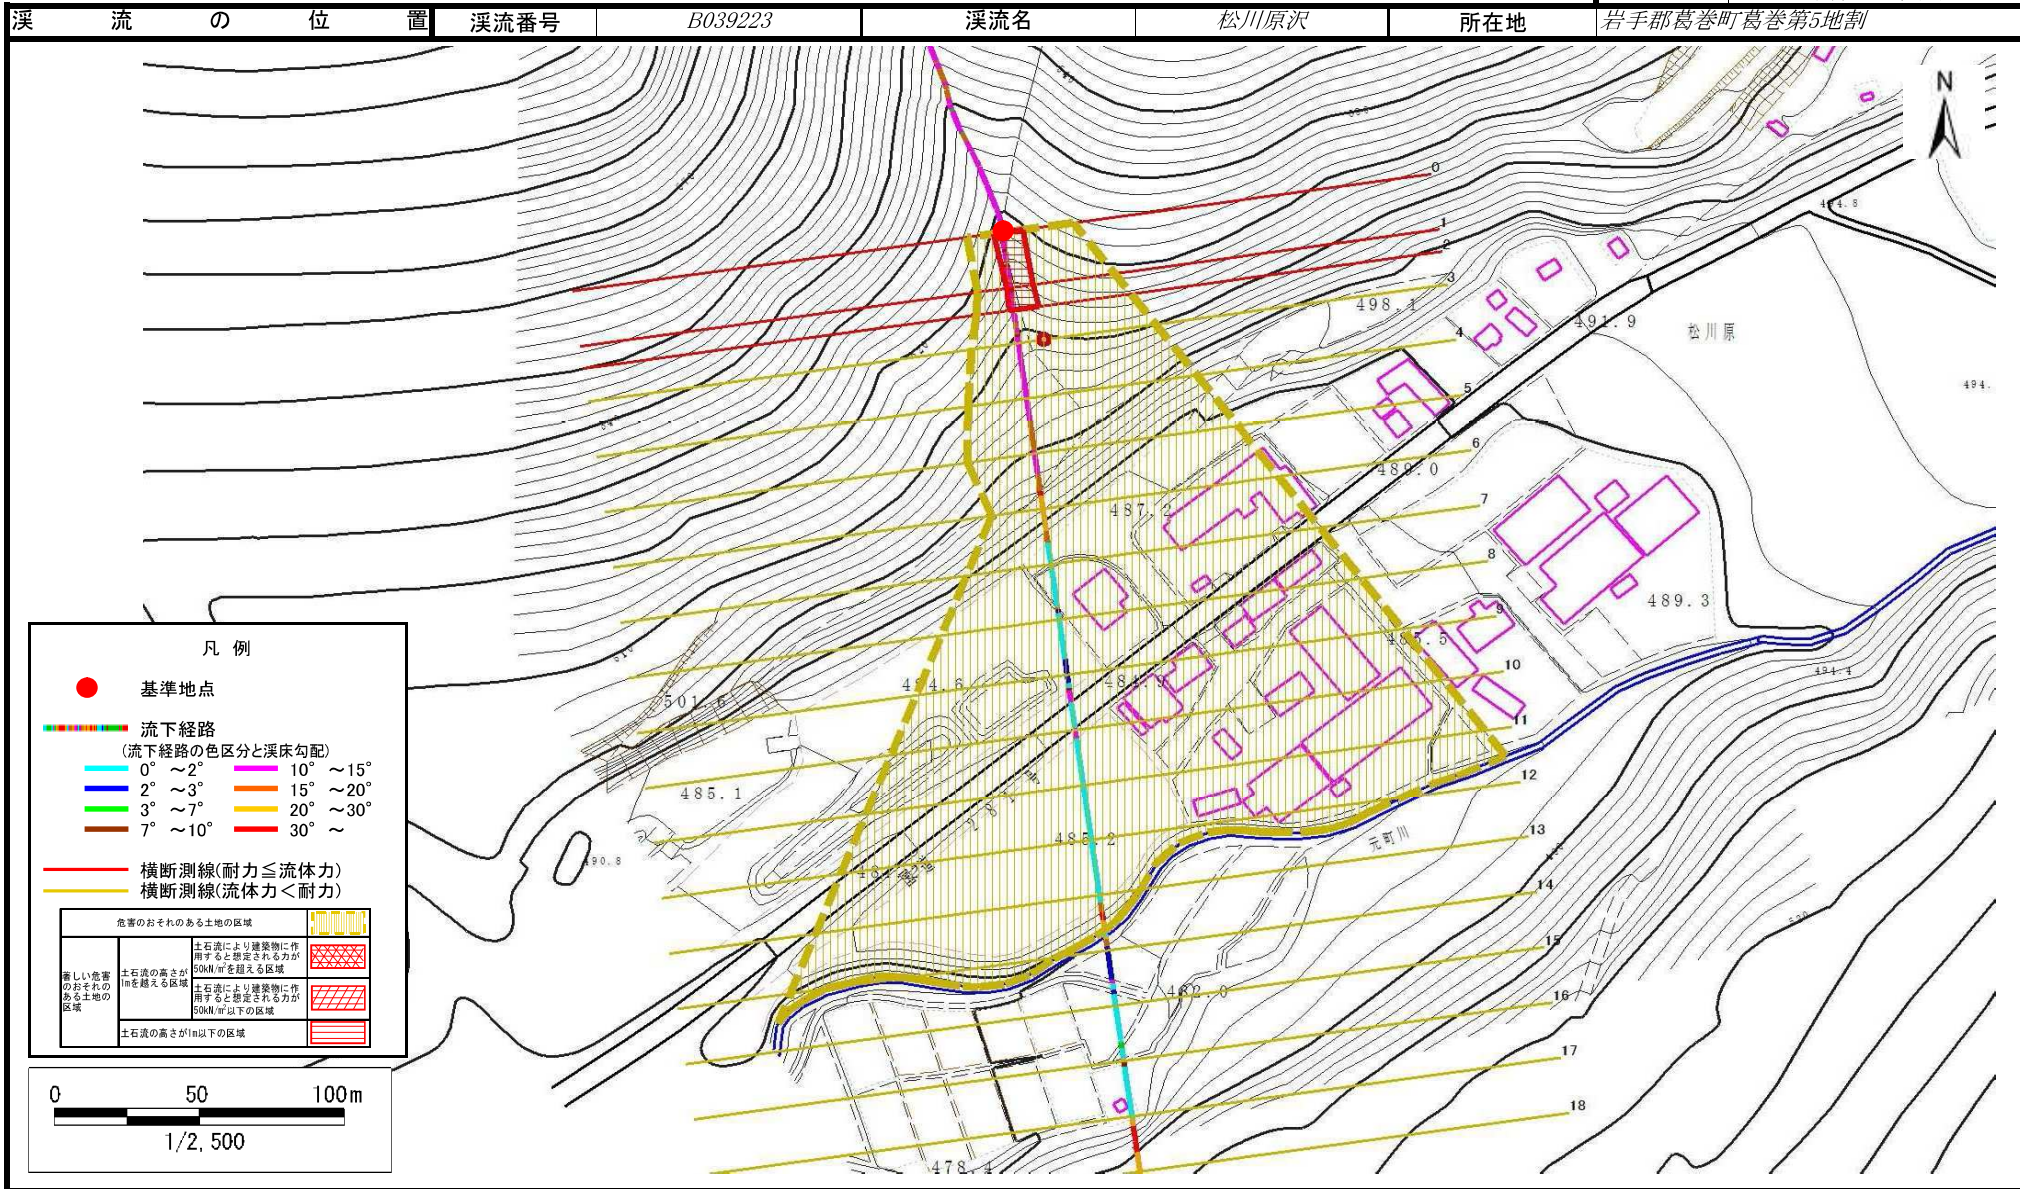 溪流の位置 溪流番号 B039223 溪流名 松川原沢 所在地 岩手郡葛巻町葛巻第5地割
N
0
1
2
3
4
5
6
7
8
9
10
11
12
13
14
15
16
17
18
494.8
498.1
491.9
松川原
494.
489.0
487.2
489.3
485.5
494.4
484.6
484.9
501.6
485.1
485.2
490.8
元町川
482.0
478.4
凡例
基準地点
流下経路
(流下経路の色区分と渓床勾配)
0° ～2° 10° ～15°
2° ～3° 15° ～20°
3° ～7° 20° ～30°
7° ～10° 30° ～
横断測線(耐力≦流体力)
横断測線(流体力＜耐力)
危害のおそれのある土地の区域
著しい危害のおそれのある土地の区域
土石流の高さが1mを越える区域
土石流により建築物に作用すると想定される力が50kN/㎡を超える区域
土石流により建築物に作用すると想定される力が50kN/㎡以下の区域
土石流の高さが1m以下の区域
0 50 100m
1/2,500